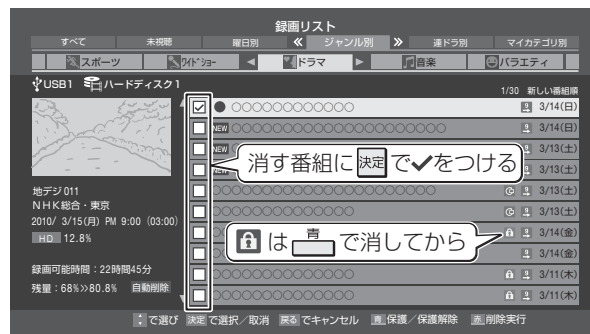 録画リスト
すべて 未視聴 曜日別 ≪ ジャンル別 ≫ 連ドラ別 マイカテゴリ別
スポーツ ワイドショー ◀ ドラマ ▶ 音楽 バラエティ
USB1 ハードディスク1
1/30 新しい番組順
● ○○○○○○○○○○○○ 3/14(日)
NEW ○○○○○○○○○○○○○○○○○○○○○ 3/14(日)
NEW 3/13(土)
消す番組に 決定 で✔をつける
NEW 3/13(土)
○○○○○○○○○○○○○○○○○○○○○ 3/13(土)
○○○○○○○○○○○○○ 3/13(土)
3/14(金)
は 青 で消してから
3/14(金)
○○○○○○○○○○○○○ 3/11(木)
○○○○○○○○○○○○○ 3/11(木)
地デジ011
NHK総合・東京
2010/ 3/15(月) PM 9:00 (03:00)
HD 12.8%
録画可能時間：22時間45分
残量：68%≫80.8% 自動削除
で選び 決定 で選択／取消 戻る でキャンセル 青 保護／保護解除 赤 削除実行